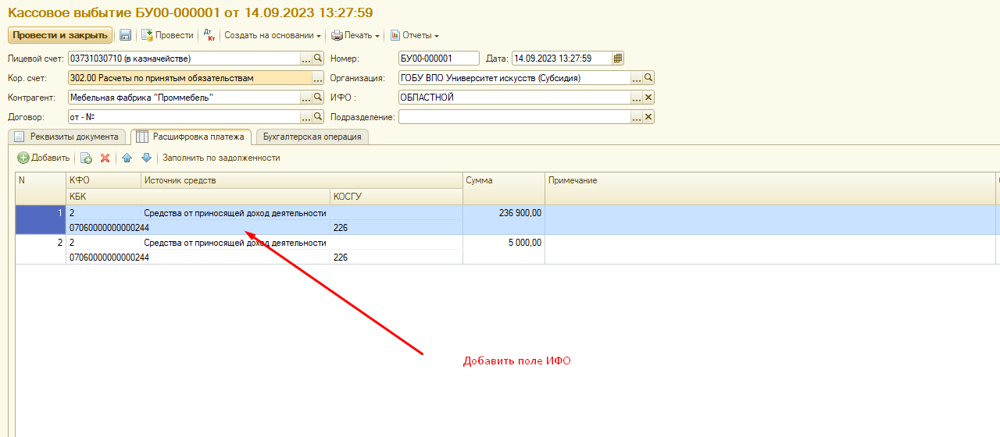 Кассовое выбытие БУ00-000001 от 14.09.2023 13:27:59
Провести и закрыть Провести Дт Кт Создать на основании Печать Отчеты
Лицевой счет: 03731030710 (в казначействе) Номер: БУ00-000001 Дата: 14.09.2023 13:27:59
Кор. счет: 302.00 Расчеты по принятым обязательствам Организация: ГОБУ ВПО Университет искусств (Субсидия)
Контрагент: Мебельная фабрика "Проммебель" ИФО : ОБЛАСТНОЙ
Договор: от - № Подразделение:
Реквизиты документа Расшифровка платежа Бухгалтерская операция
Добавить Заполнить по задолженности
N КФО Источник средств Сумма Примечание
КБК КОСГУ
1 2 Средства от приносящей доход деятельности 236 900,00
07060000000000244 226
2 2 Средства от приносящей доход деятельности 5 000,00
07060000000000244 226
Добавить поле ИФО